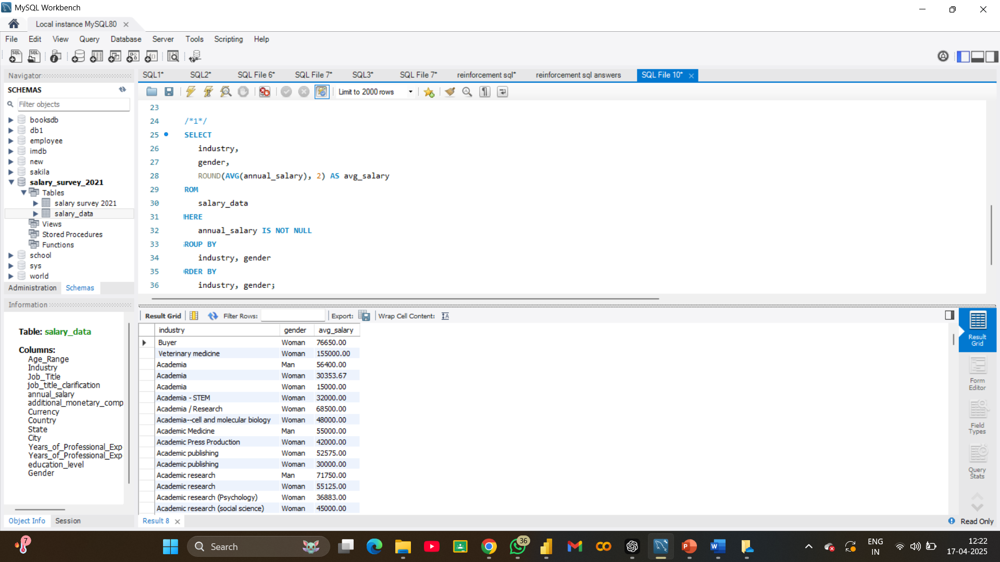 MySQL Workbench
Local instance MySQL80
File Edit View Query Database Server Tools Scripting Help
Navigator
SCHEMAS
Filter objects
booksdb
db1
employee
imdb
new
sakila
salary_survey_2021
Tables
salary survey 2021
salary_data
Views
Stored Procedures
Functions
school
sys
world
Administration Schemas
Information
Table: salary_data
Columns:
Age_Range
Industry
Job_Title
job_title_clarification
annual_salary
additional_monetary_comp
Currency
Country
State
City
Years_of_Professional_Exp
Years_of_Professional_Exp
education_level
Gender
Object Info Session
SQL1* SQL2* SQL File 6* SQL File 7* SQL3* SQL File 7* reinforcement sql* reinforcement sql answers SQL File 10*
Limit to 2000 rows
23
24 /*1*/
25 SELECT
26 industry,
27 gender,
28 ROUND(AVG(annual_salary), 2) AS avg_salary
29 ROM
30 salary_data
31 HERE
32 annual_salary IS NOT NULL
33 ROUP BY
34 industry, gender
35 RDER BY
36 industry, gender;
Result Grid Filter Rows: Export: Wrap Cell Content:
industry gender avg_salary
Buyer Woman 76650.00
Veterinary medicine Woman 155000.00
Academia Man 56400.00
Academia Woman 30353.67
Academia Woman 15000.00
Academia - STEM Woman 32000.00
Academia / Research Woman 68500.00
Academia--cell and molecular biology Woman 48000.00
Academic Medicine Man 55000.00
Academic Press Production Woman 42000.00
Academic publishing Woman 52575.00
Academic publishing Woman 30000.00
Academic research Man 71750.00
Academic research Woman 55125.00
Academic research (Psychology) Woman 36883.00
Academic research (social science) Woman 45000.00
Result 8
Result
Grid
Form
Editor
Field
Types
Query
Stats
Read Only
7
Search
36
ENG
IN
12:22
17-04-2025